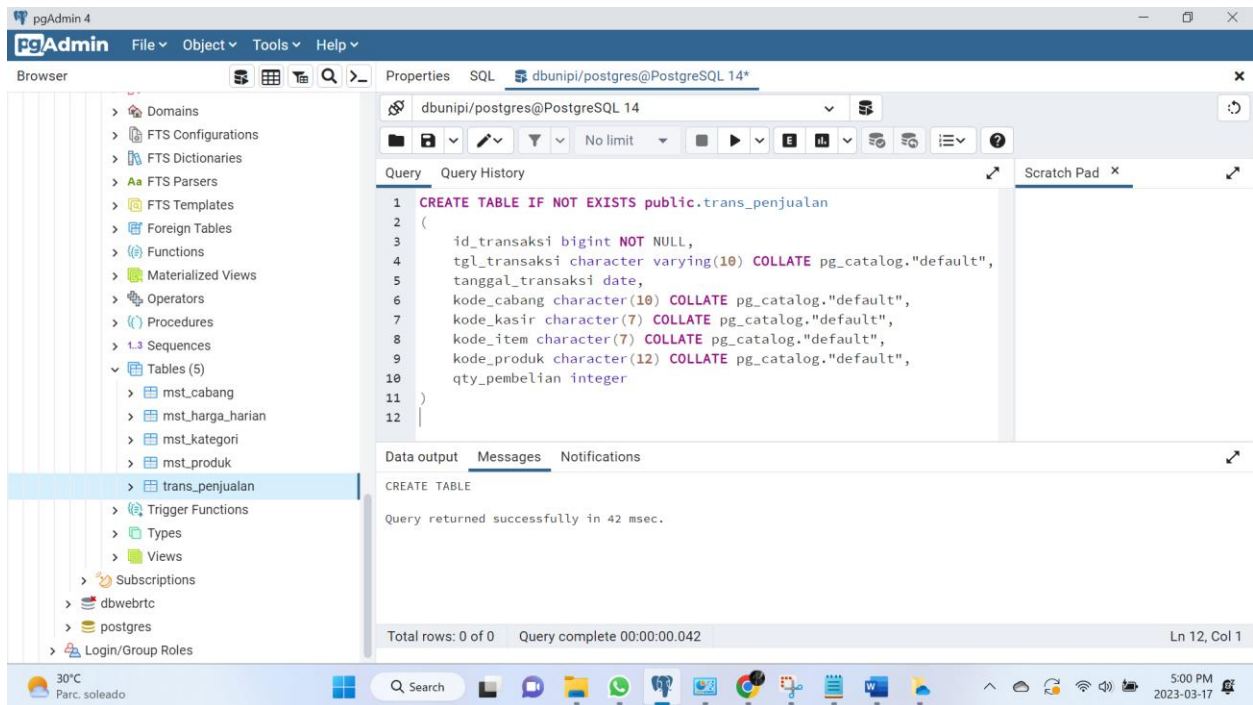 pgAdmin 4
pgAdmin File Object Tools Help
Browser
Properties SQL dbunipi/postgres@PostgreSQL 14*
Domains
FTS Configurations
FTS Dictionaries
Aa FTS Parsers
FTS Templates
Foreign Tables
Functions
Materialized Views
Operators
Procedures
1..3 Sequences
Tables (5)
mst_cabang
mst_harga_harian
mst_kategori
mst_produk
trans_penjualan
Trigger Functions
Types
Views
Subscriptions
dbwebrtc
postgres
Login/Group Roles
dbunipi/postgres@PostgreSQL 14
No limit
E
Query Query History
Scratch Pad
1 CREATE TABLE IF NOT EXISTS public.trans_penjualan
2 (
3 id_transaksi bigint NOT NULL,
4 tgl_transaksi character varying(10) COLLATE pg_catalog."default",
5 tanggal_transaksi date,
6 kode_cabang character(10) COLLATE pg_catalog."default",
7 kode_kasir character(7) COLLATE pg_catalog."default",
8 kode_item character(7) COLLATE pg_catalog."default",
9 kode_produk character(12) COLLATE pg_catalog."default",
10 qty_pembelian integer
11 )
12
Data output Messages Notifications
CREATE TABLE
Query returned successfully in 42 msec.
Total rows: 0 of 0 Query complete 00:00:00.042 Ln 12, Col 1
30°C
Parc. soleado
Search
5:00 PM
2023-03-17